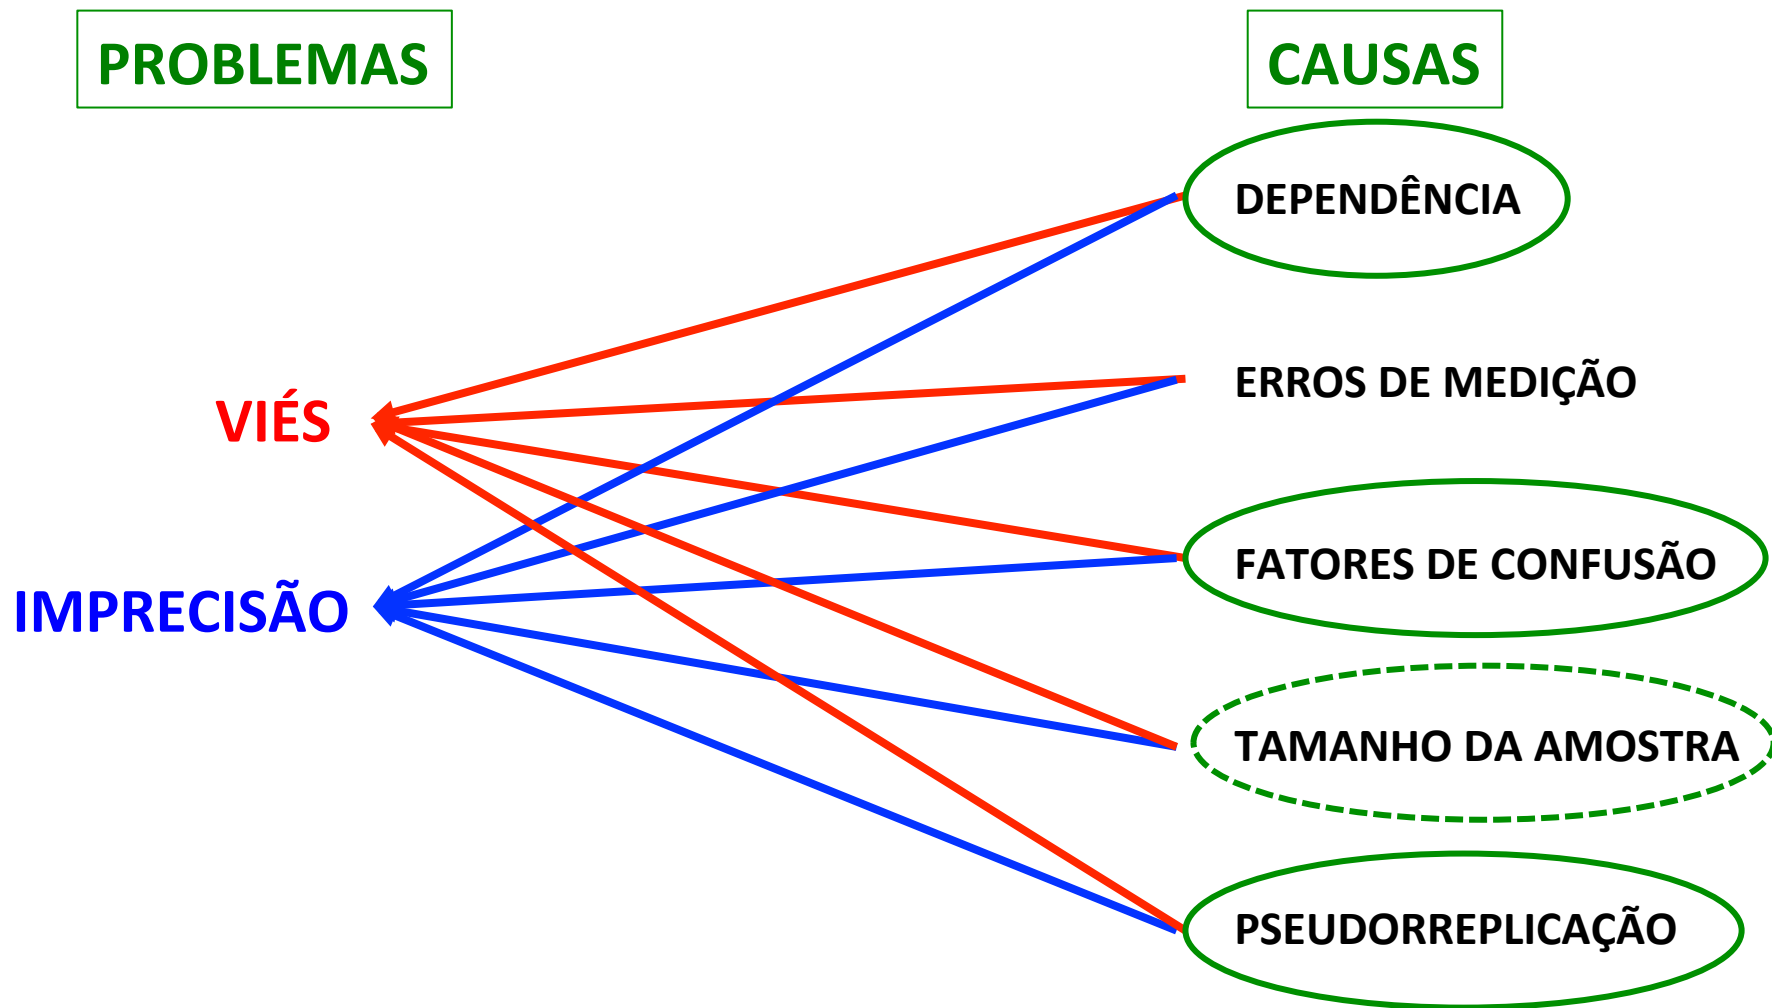 PROBLEMAS
CAUSAS
DEPENDÊNCIA
ERROS DE MEDIÇÃO
VIÉS
FATORES DE CONFUSÃO
IMPRECISÃO
TAMANHO DA AMOSTRA
PSEUDORREPLICAÇÃO